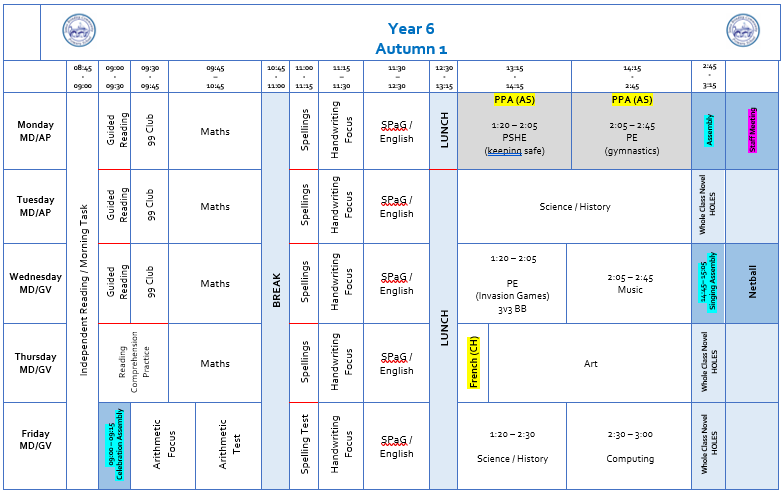 Year 6
Autumn 1
08:45 - 09:00
09:00 - 09:30
09:30 - 09:45
09:45 – 10:45
10:45 - 11:00
11:00 - 11:15
11:15 - 11:30
11:30 - 12:30
12:30 - 13:15
13:15 - 14:15
14:15 - 2:45
2:45 - 3:15
Monday
MD/AP
Independent Reading / Morning Task
Guided
Reading
99 Club
Maths
BREAK
Spellings
Handwriting
Focus
SPaG /
English
LUNCH
PPA (AS)
1:20 – 2:05
PSHE
(keeping safe)
PPA (AS)
2:05 – 2:45
PE
(gymnastics)
Assembly
Staff Meeting
Tuesday
MD/AP
Guided
Reading
99 Club
Maths
Spellings
Handwriting
Focus
SPaG /
English
LUNCH
Science / History
Whole Class Novel
HOLES
Wednesday
MD/GV
Guided
Reading
99 Club
Maths
Spellings
Handwriting
Focus
SPaG /
English
1:20 – 2:05
PE
(Invasion Games)
3v3 BB
2:05 – 2:45
Music
14:45 – 15:05
Singing Assembly
Netball
Thursday
MD/GV
Reading
Comprehension
Practice
Maths
Spellings
Handwriting
Focus
SPaG /
English
French (CH)
Art
Whole Class Novel
HOLES
Friday
MD/GV
09:00 – 09:15
Celebration Assembly
Arithmetic
Focus
Arithmetic
Test
Spelling Test
Handwriting
Focus
SPaG /
English
1:20 – 2:30
Science / History
2:30 – 3:00
Computing
Whole Class Novel
HOLES